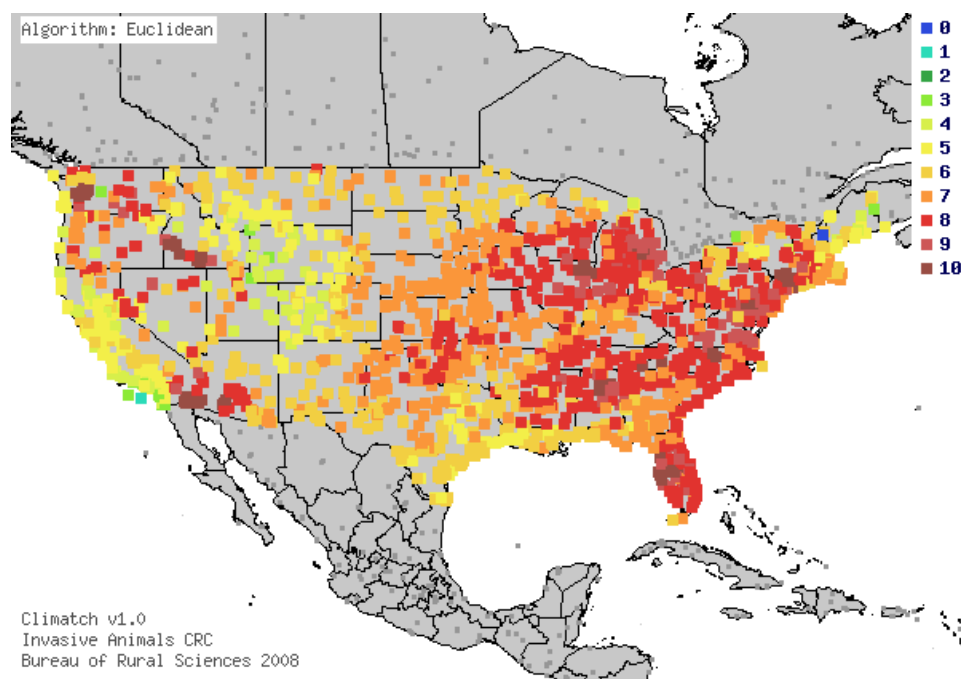 Algorithm: Euclidean
0
1
2
3
4
5
6
7
8
9
10
Climatch v1.0
Invasive Animals CRC
Bureau of Rural Sciences 2008